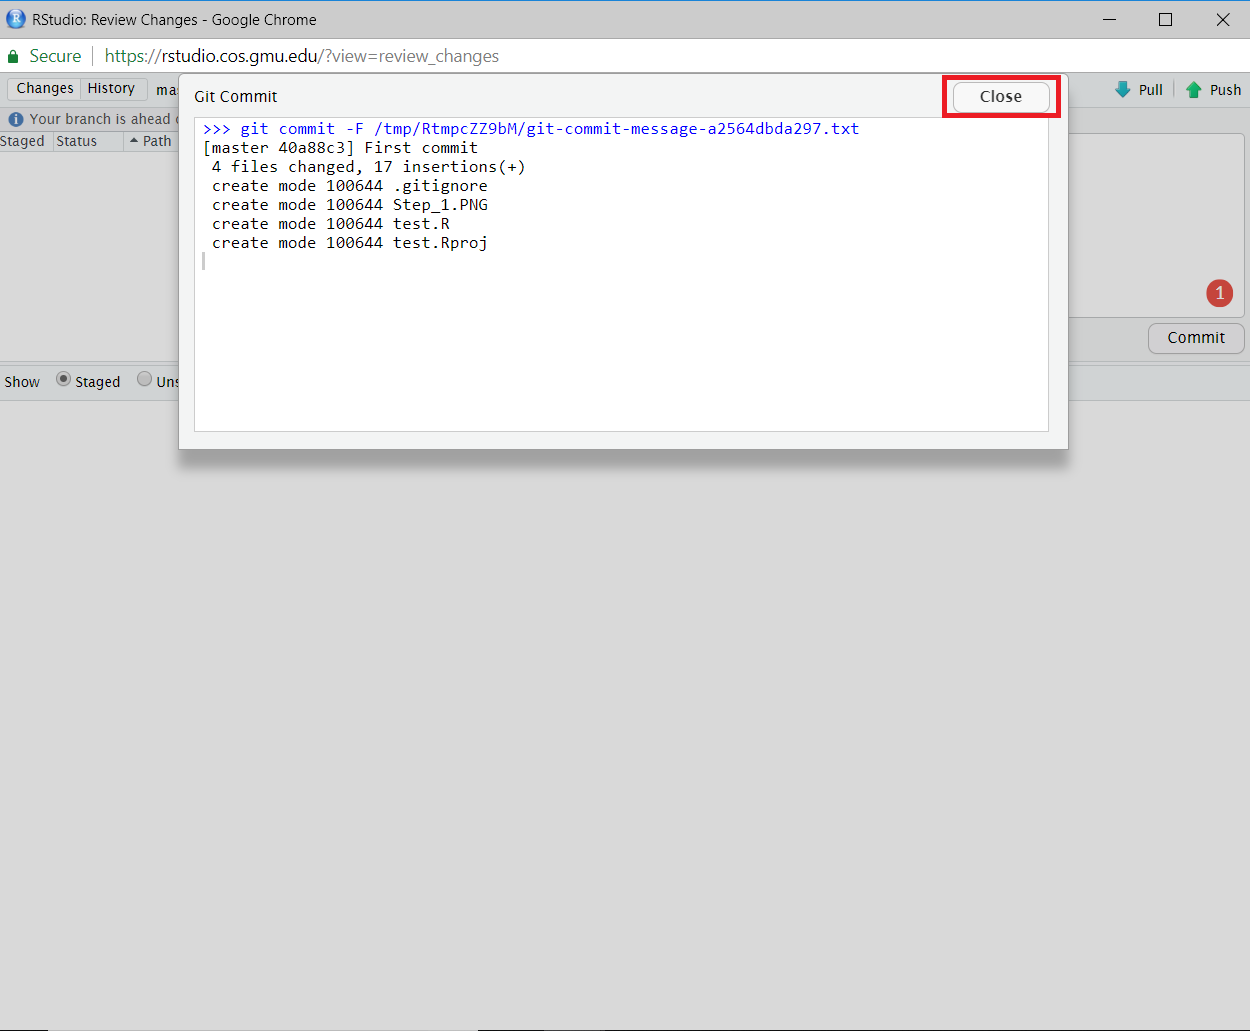 RStudio: Review Changes - Google Chrome
Secure https://rstudio.cos.gmu.edu/?view=review_changes
Changes History Pull Push
Git Commit Close
Your branch is ahead
>>> git commit -F /tmp/RtmpcZZ9bM/git-commit-message-a2564dbda297.txt
Staged Status Path
[master 40a88c3] First commit
4 files changed, 17 insertions(+)
create mode 100644 .gitignore
create mode 100644 Step_1.PNG
create mode 100644 test.R
create mode 100644 test.Rproj
1
Commit
Show Staged Uns